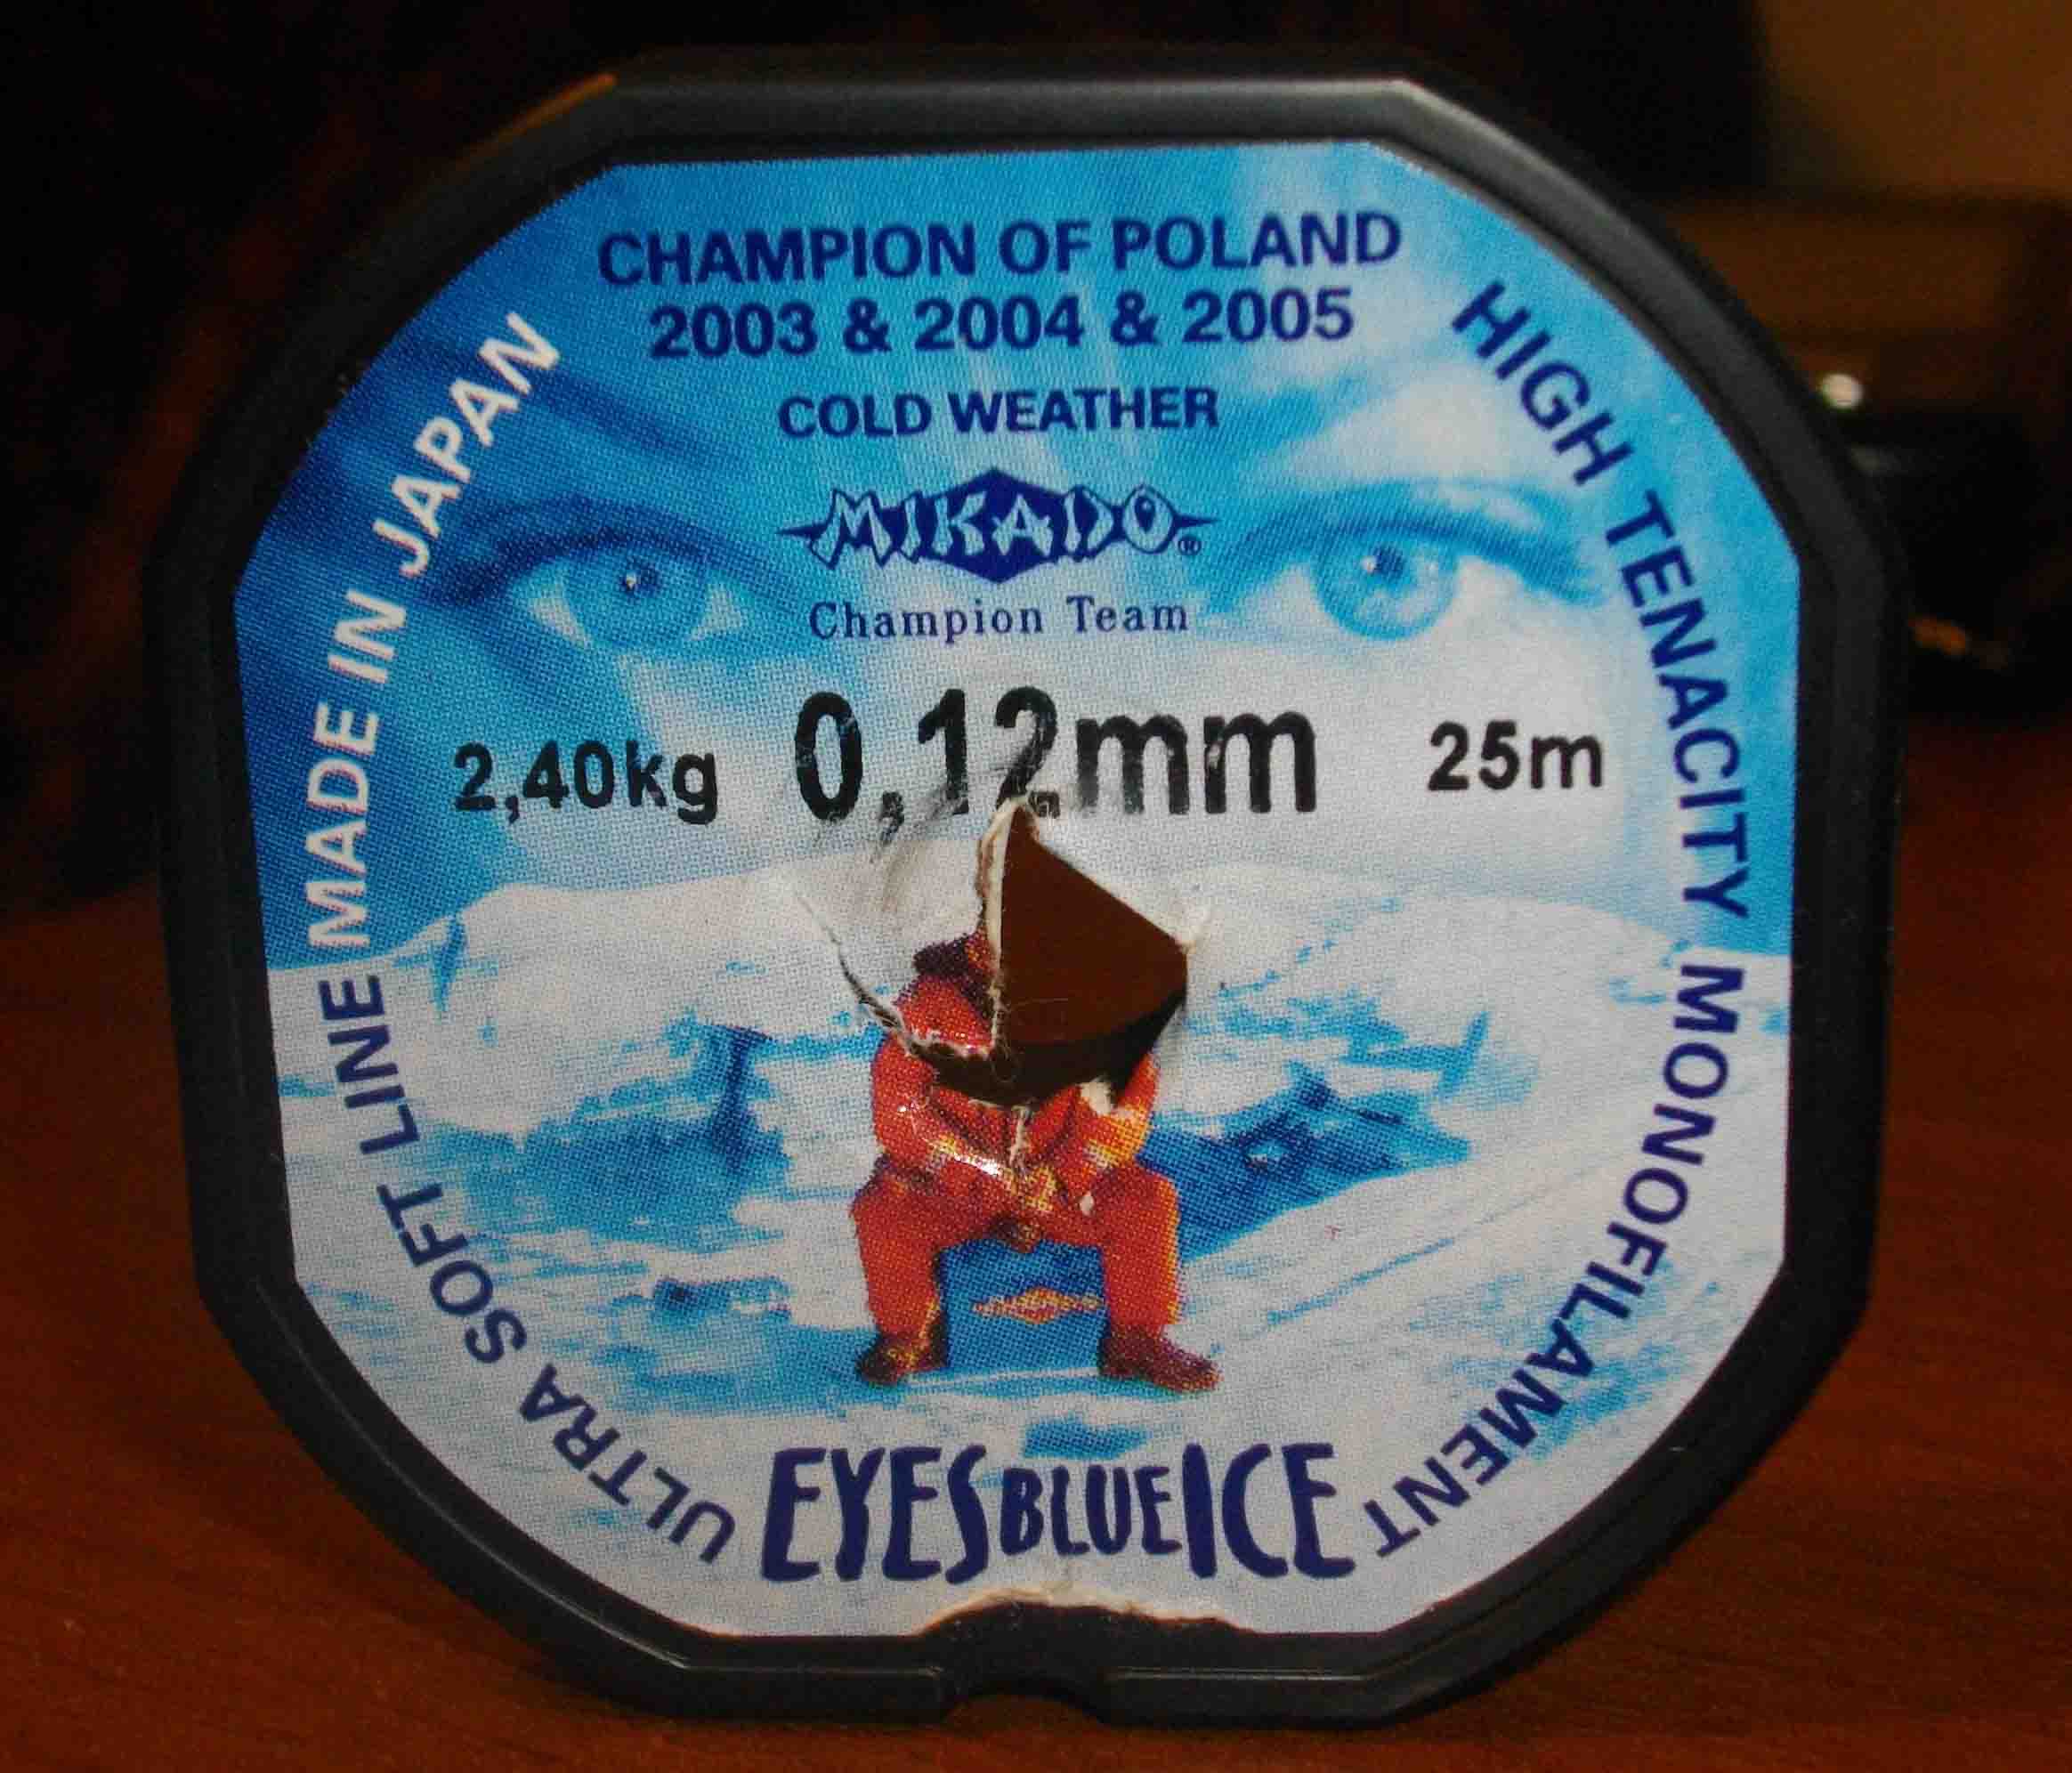 CHAMPION OF POLAND
2003 & 2004 & 2005
COLD WEATHER
MIKADO®
Champion Team
2,40kg 0,12mm 25m
ULTRA SOFT LINE MADE IN JAPAN
HIGH TENACITY MONOFILAMENT
EYES BLUE ICE